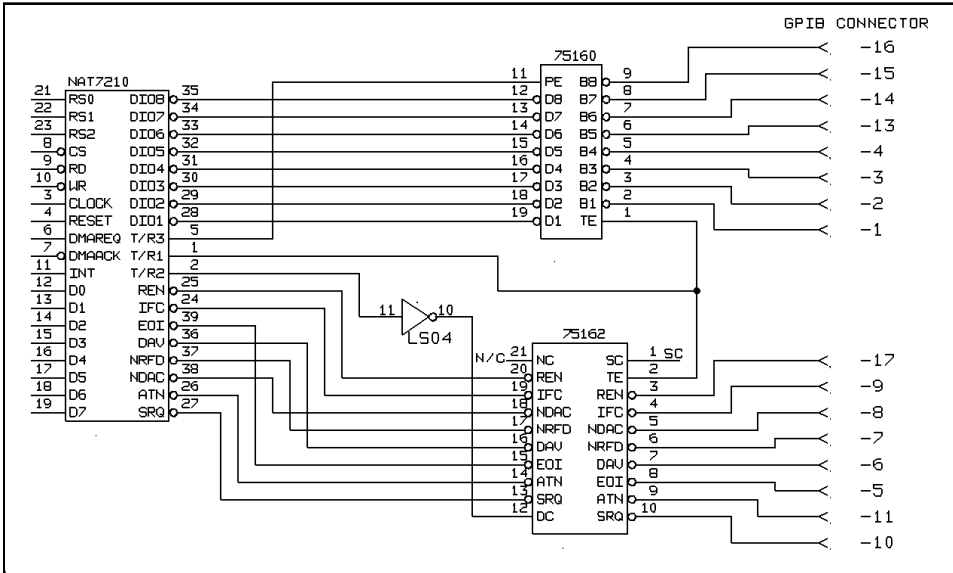 GPIB CONNECTOR
NAT7210
21 RS0 DIO8 35
22 RS1 DIO7 34
23 RS2 DIO6 33
8 CS DIO5 32
9 RD DIO4 31
10 WR DIO3 30
3 CLOCK DIO2 29
4 RESET DIO1 28
6 DMAREQ T/R3 5
7 DMAACK T/R1 1
11 INT T/R2 2
12 D0 REN 25
13 D1 IFC 24
14 D2 EOI 39
15 D3 DAV 36
16 D4 NRFD 37
17 D5 NDAC 38
18 D6 ATN 26
19 D7 SRQ 27
75160
11 PE B8 9
12 D8 B7 8
13 D7 B6 7
14 D6 B5 6
15 D5 B4 5
16 D4 B3 4
17 D3 B2 3
18 D2 B1 2
19 D1 TE 1
11 10
LS04
75162
N/C 21 NC SC 1 SC
20 REN TE 2
19 IFC REN 3
18 NDAC IFC 4
17 NRFD NDAC 5
16 DAV NRFD 6
15 EOI DAV 7
14 ATN EOI 8
13 SRQ ATN 9
12 DC SRQ 10
-16
-15
-14
-13
-4
-3
-2
-1
-17
-9
-8
-7
-6
-5
-11
-10